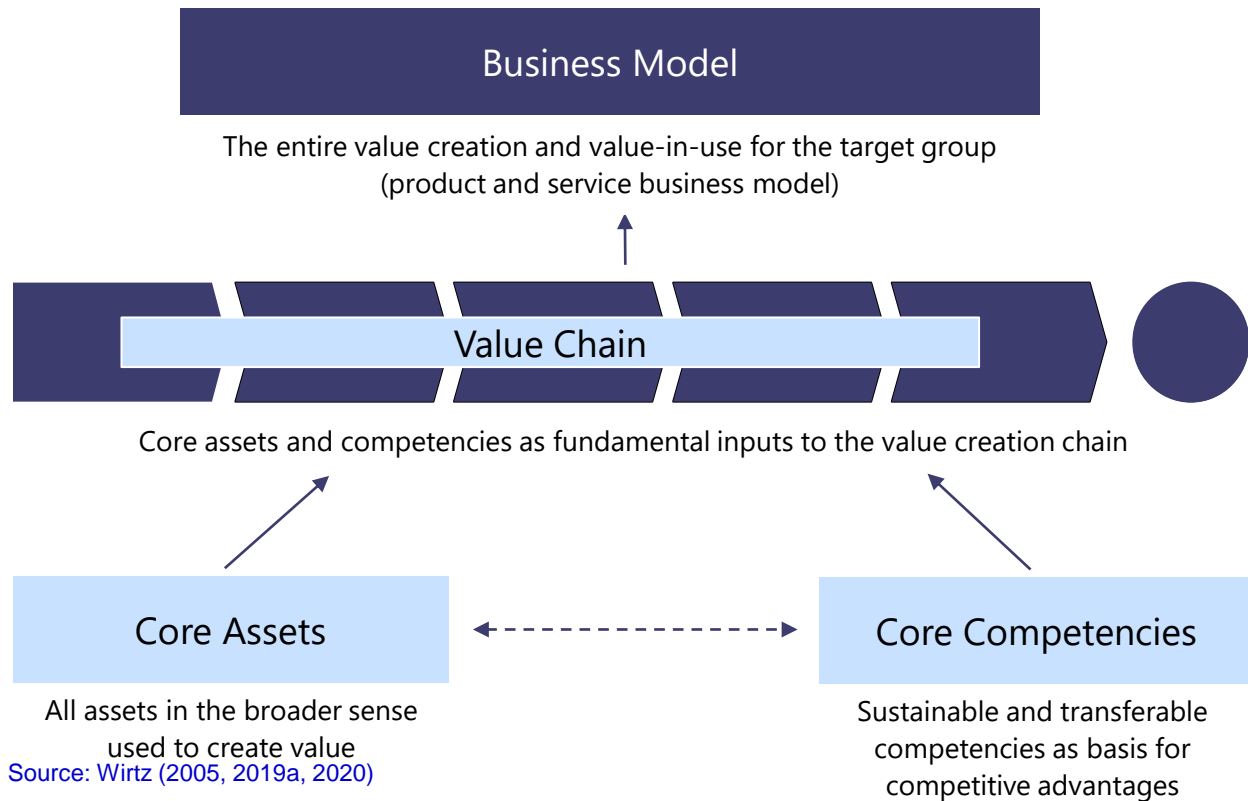 Business Model
The entire value creation and value-in-use for the target group
(product and service business model)
Value Chain
Core assets and competencies as fundamental inputs to the value creation chain
Core Assets
All assets in the broader sense
used to create value
Core Competencies
Sustainable and transferable
competencies as basis for
competitive advantages
Source: Wirtz (2005, 2019a, 2020)